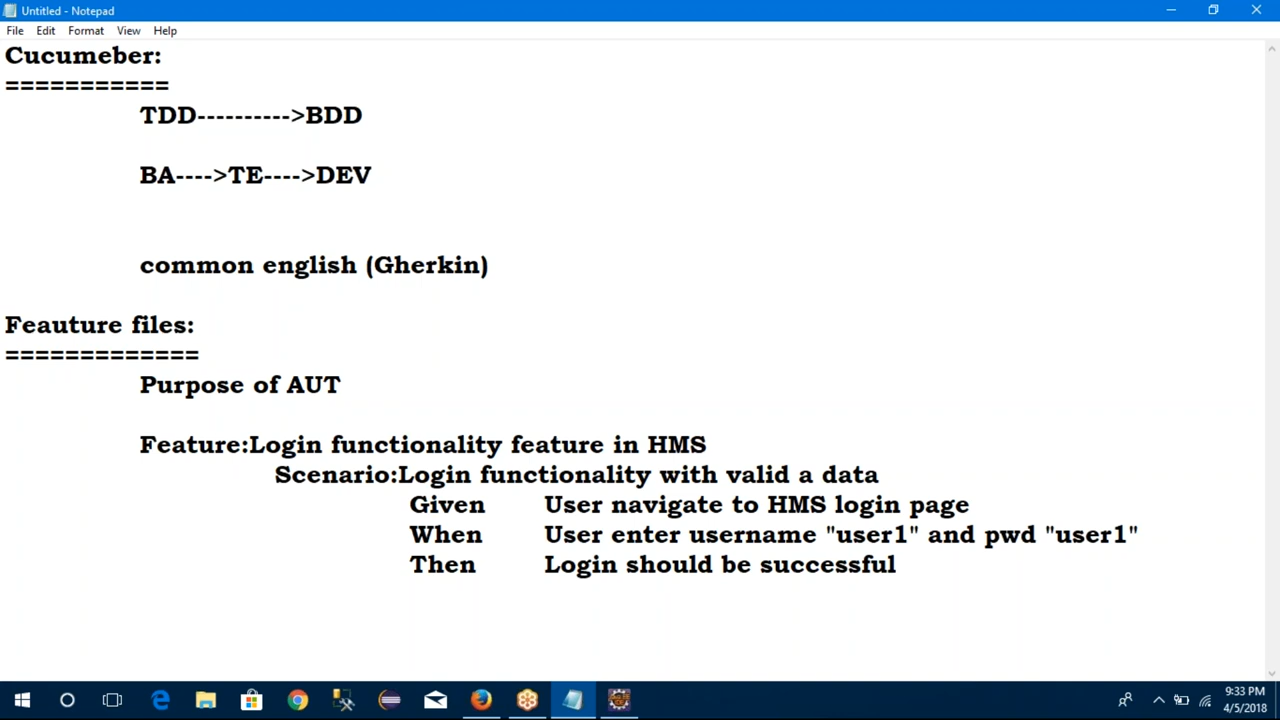 Untitled - Notepad
File Edit Format View Help
Cucumeber:
===========
TDD---------->BDD
BA---->TE---->DEV
common english (Gherkin)
Feauture files:
=============
Purpose of AUT
Feature:Login functionality feature in HMS
Scenario:Login functionality with valid a data
Given User navigate to HMS login page
When User enter username "user1" and pwd "user1"
Then Login should be successful
9:33 PM
4/5/2018